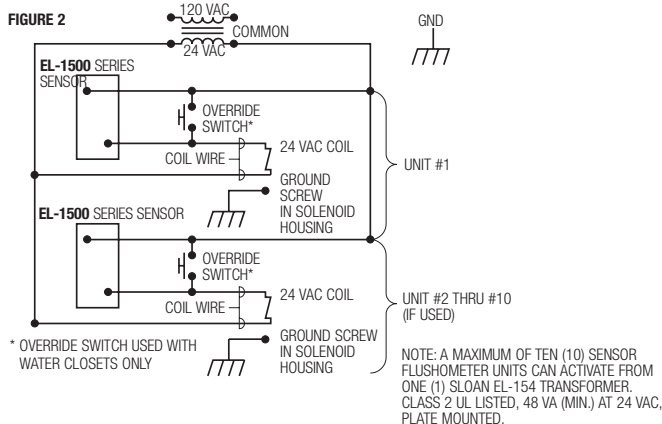 FIGURE 2
120 VAC
COMMON
24 VAC
GND
EL-1500 SERIES
SENSOR
OVERRIDE
SWITCH*
COIL WIRE
24 VAC COIL
UNIT #1
GROUND
SCREW
IN SOLENOID
HOUSING
EL-1500 SERIES SENSOR
OVERRIDE
SWITCH*
COIL WIRE
24 VAC COIL
UNIT #2 THRU #10
(IF USED)
GROUND SCREW
IN SOLENOID
HOUSING
* OVERRIDE SWITCH USED WITH
WATER CLOSETS ONLY
NOTE: A MAXIMUM OF TEN (10) SENSOR
FLUSHOMETER UNITS CAN ACTIVATE FROM
ONE (1) SLOAN EL-154 TRANSFORMER.
CLASS 2 UL LISTED, 48 VA (MIN.) AT 24 VAC,
PLATE MOUNTED.